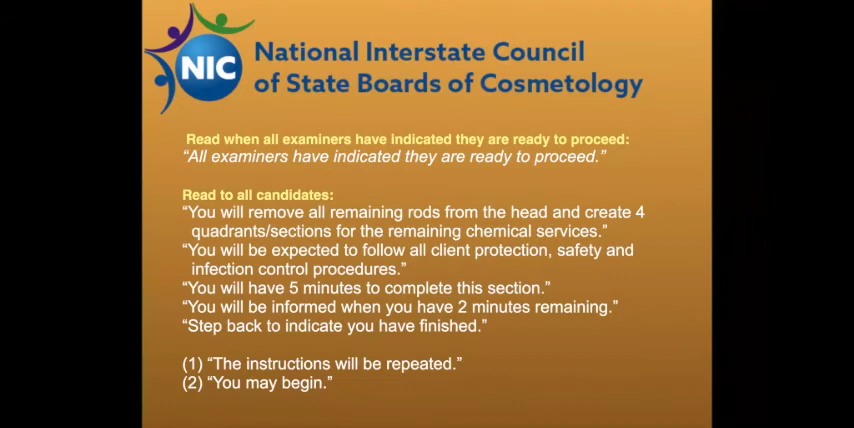 NIC
National Interstate Council
of State Boards of Cosmetology
Read when all examiners have indicated they are ready to proceed:
“All examiners have indicated they are ready to proceed.”
Read to all candidates:
“You will remove all remaining rods from the head and create 4
quadrants/sections for the remaining chemical services.”
“You will be expected to follow all client protection, safety and
infection control procedures.”
“You will have 5 minutes to complete this section.”
“You will be informed when you have 2 minutes remaining.”
“Step back to indicate you have finished.”
(1) “The instructions will be repeated.”
(2) “You may begin.”